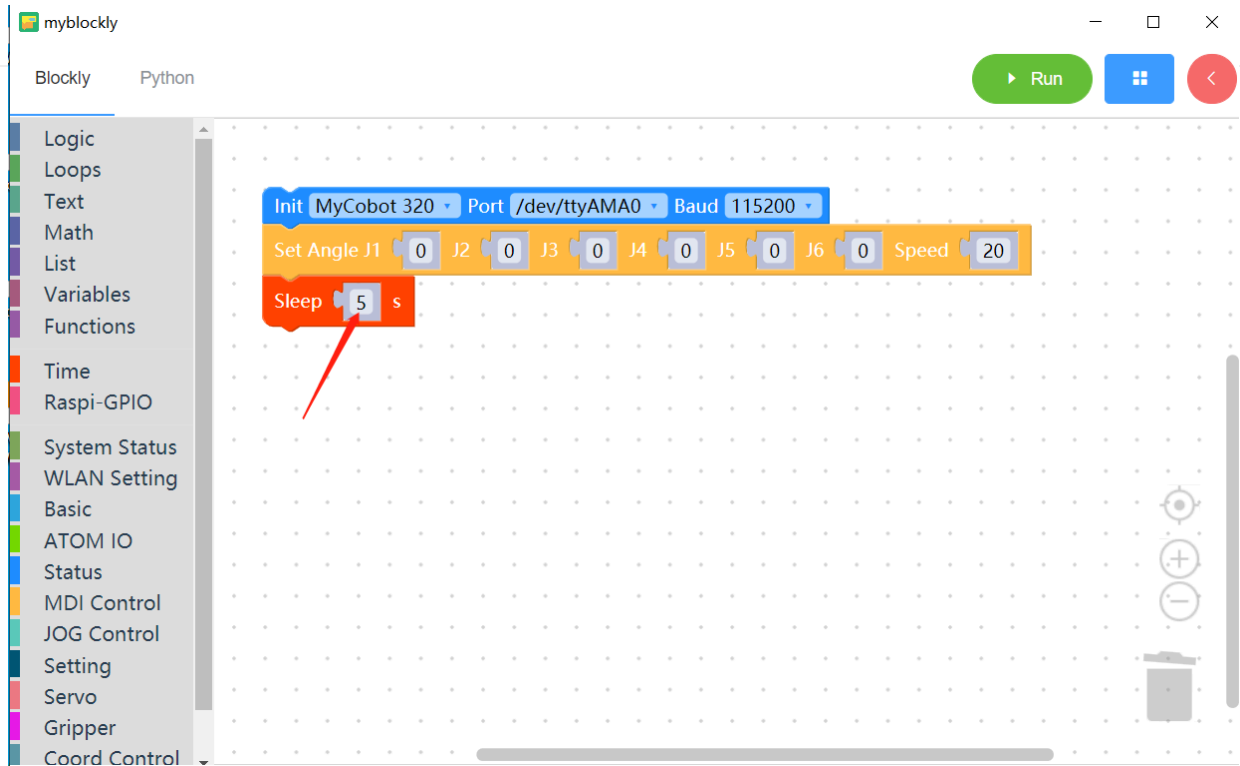 myblockly
Blockly Python Run
Logic
Loops
Text
Math
List
Variables
Functions
Time
Raspi-GPIO
System Status
WLAN Setting
Basic
ATOM IO
Status
MDI Control
JOG Control
Setting
Servo
Gripper
Coord Control
Init MyCobot 320 Port /dev/ttyAMA0 Baud 115200
Set Angle J1 0 J2 0 J3 0 J4 0 J5 0 J6 0 Speed 20
Sleep 5 s